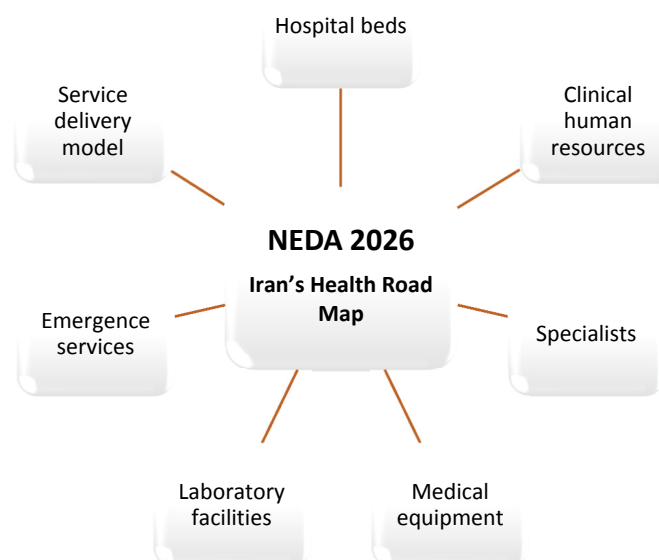 Hospital beds
Service
delivery
model
Clinical
human
resources
NEDA 2026
Iran’s Health Road
Map
Emergence
services
Specialists
Laboratory
facilities
Medical
equipment